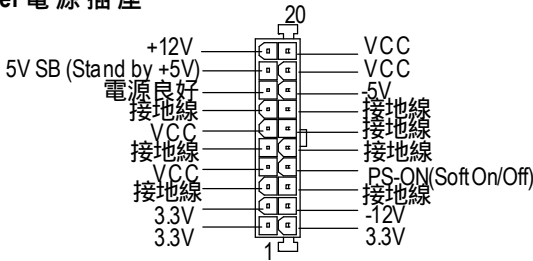 er 電 源 插 座
20
+12V VCC
5V SB (Stand by +5V) VCC
電源良好 -5V
接地線 接地線
VCC 接地線
接地線 接地線
VCC PS-ON(Soft On/Off)
接地線 接地線
3.3V -12V
3.3V 3.3V
1